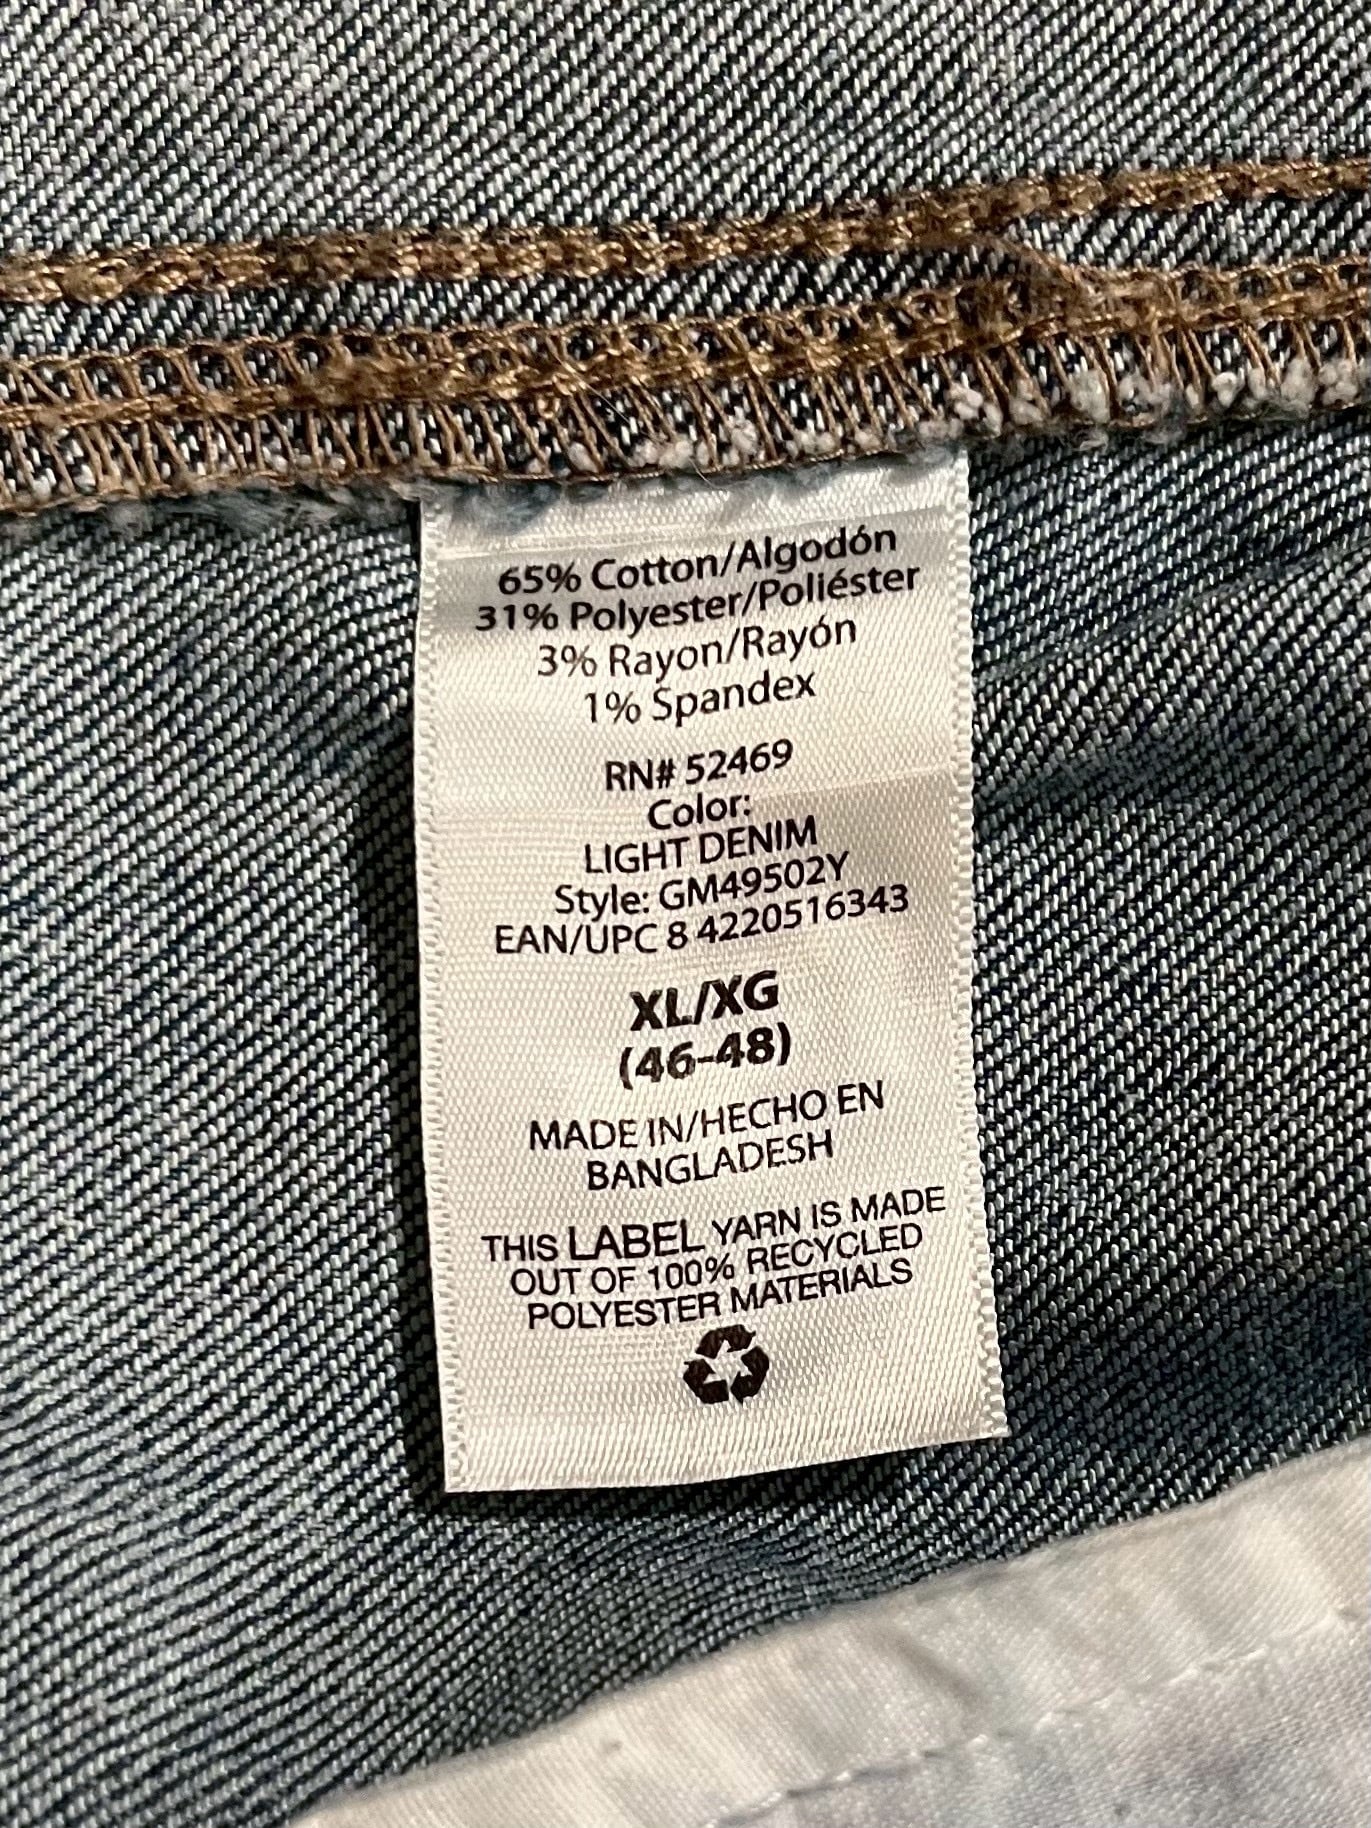 65% Cotton/Algodón
31% Polyester/Poliéster
3% Rayon/Rayón
1% Spandex
RN# 52469
Color:
LIGHT DENIM
Style: GM49502Y
EAN/UPC 8 4220516343
XL/XG
(46-48)
MADE IN/HECHO EN
BANGLADESH
THIS LABEL YARN IS MADE
OUT OF 100% RECYCLED
POLYESTER MATERIALS